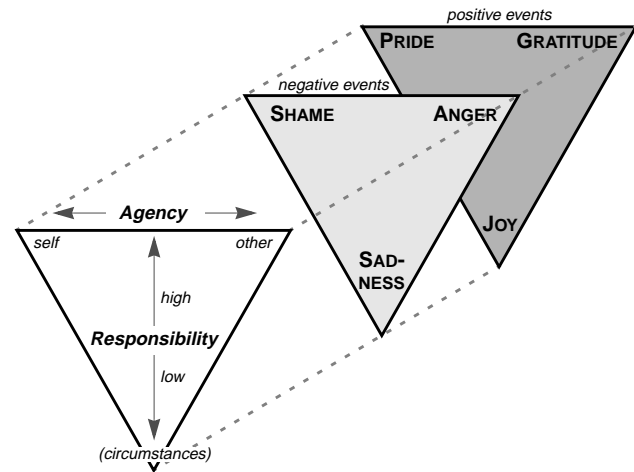 positive events
PRIDE GRATITUDE
negative events
SHAME ANGER
Agency
self other
JOY
SAD-
NESS
high
Responsibility
low
(circumstances)